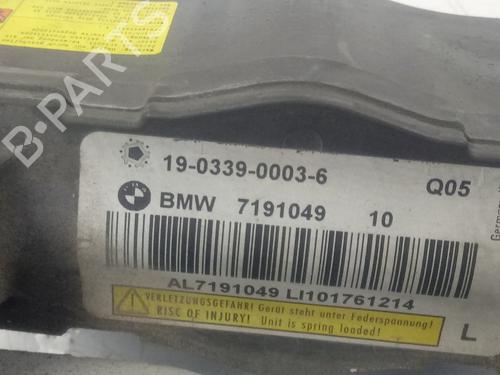 B-PARTS
19-0339-0003-6
Q05
BMW 7191049 10
AL7191049 LI101761214
VERLETZUNGSGEFAHR! Gerät steht unter Federspannung!
RISK OF INJURY! Unit is spring loaded!
L